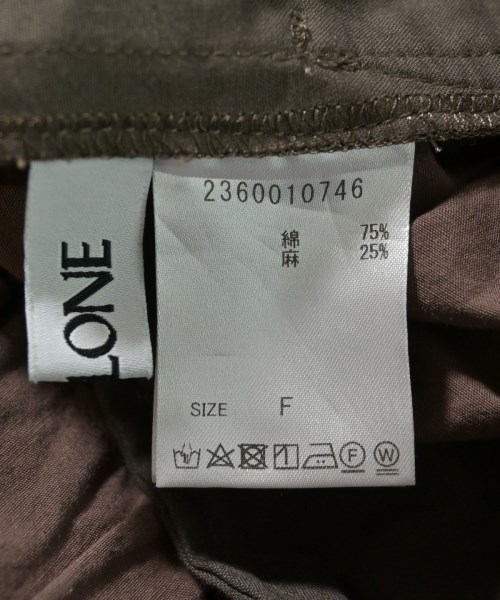 LONE
2360010746
綿 75%
麻 25%
SIZE F
F W